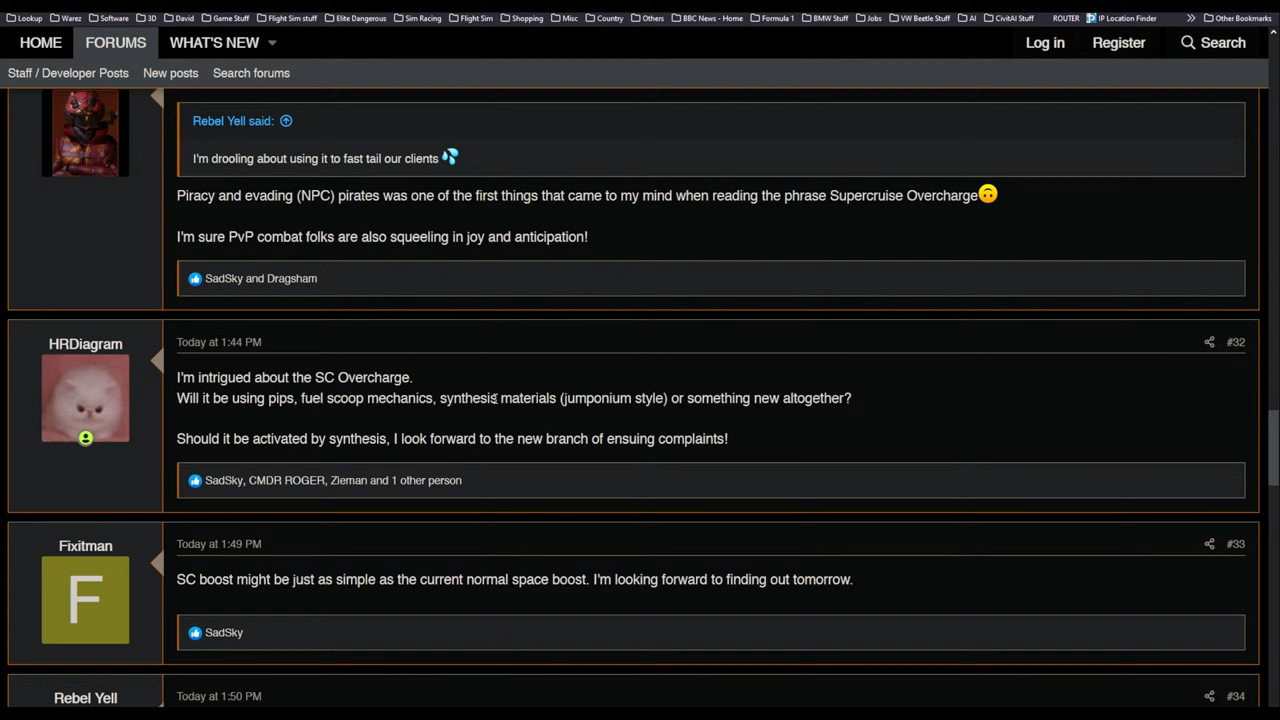 Lookup
Warez
Software
3D
David
Game Stuff
Flight Sim stuff
Elite Dangerous
Sim Racing
Flight Sim
Shopping
Misc
Country
Others
BBC News - Home
Formula 1
BMW Stuff
Jobs
VW Beetle Stuff
AI
CivitAI Stuff
ROUTER
IP Location Finder
Other Bookmarks
HOME
FORUMS
WHAT'S NEW
Log in
Register
Search
Staff / Developer Posts
New posts
Search forums
Rebel Yell said:
I'm drooling about using it to fast tail our clients 💦
Piracy and evading (NPC) pirates was one of the first things that came to my mind when reading the phrase Supercruise Overcharge🙃
I'm sure PvP combat folks are also squeeling in joy and anticipation!
SadSky and Dragsham
HRDiagram
Today at 1:44 PM
#32
I'm intrigued about the SC Overcharge.
Will it be using pips, fuel scoop mechanics, synthesis materials (jumponium style) or something new altogether?
Should it be activated by synthesis, I look forward to the new branch of ensuing complaints!
SadSky, CMDR ROGER, Zieman and 1 other person
Fixitman
Today at 1:49 PM
#33
F
SC boost might be just as simple as the current normal space boost. I'm looking forward to finding out tomorrow.
SadSky
Rebel Yell
Today at 1:50 PM
#34